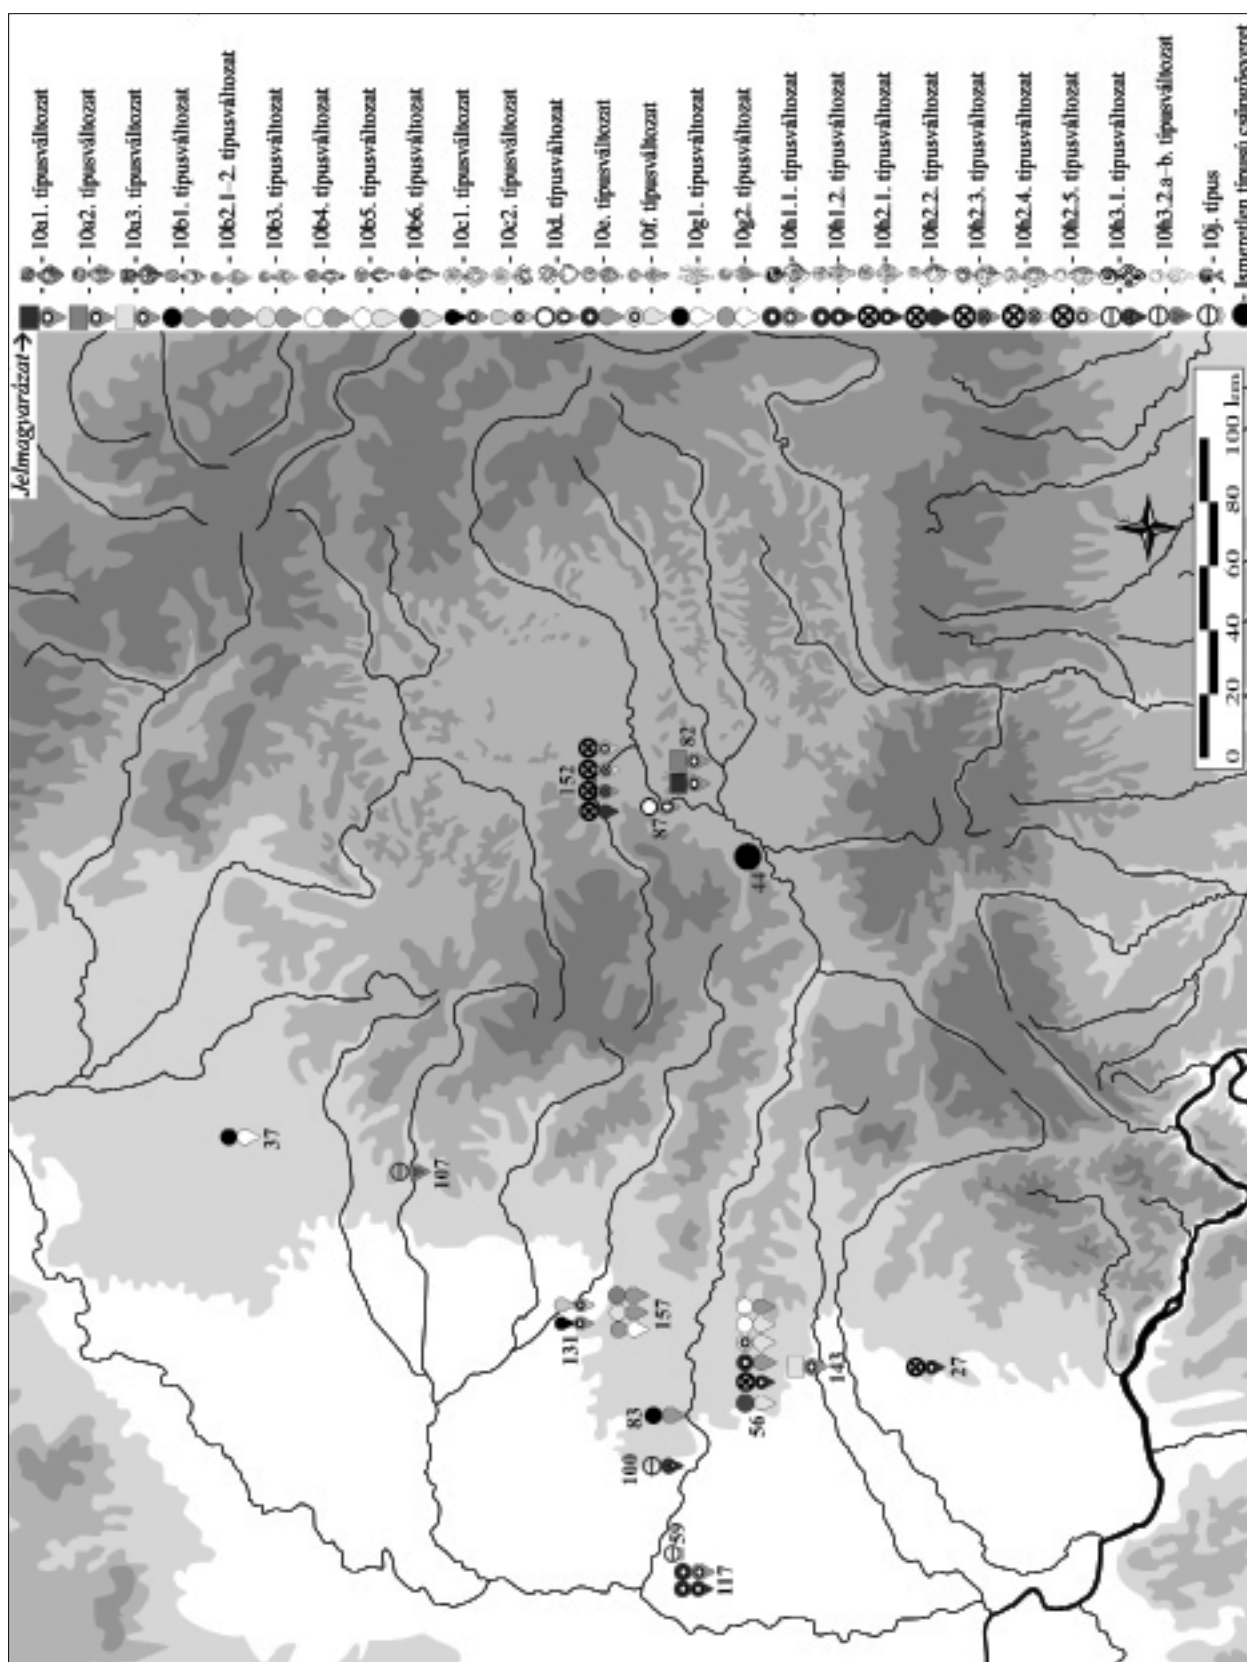 Jelmagyarázat→
- 10a1. típusváltozat
- 10a2. típusváltozat
- 10a3. típusváltozat
- 10b1. típusváltozat
- 10b2.1–2. típusváltozat
- 10b3. típusváltozat
- 10b4. típusváltozat
- 10b5. típusváltozat
- 10b6. típusváltozat
- 10c1. típusváltozat
- 10c2. típusváltozat
- 10d. típusváltozat
- 10e. típusváltozat
- 10f. típusváltozat
- 10g1. típusváltozat
- 10g2. típusváltozat
- 10h1.1. típusváltozat
- 10h1.2. típusváltozat
- 10h2.1. típusváltozat
- 10h2.2. típusváltozat
- 10h2.3. típusváltozat
- 10h2.4. típusváltozat
- 10h2.5. típusváltozat
- 10h3.1. típusváltozat
- 10h3.2.a–b. típusváltozat
- 10j. típus
- Ismeretlen típusú
37
107
152
82
87
44
131
157
83
100
59
117
56
143
27
0 20 40 60 80 100 km